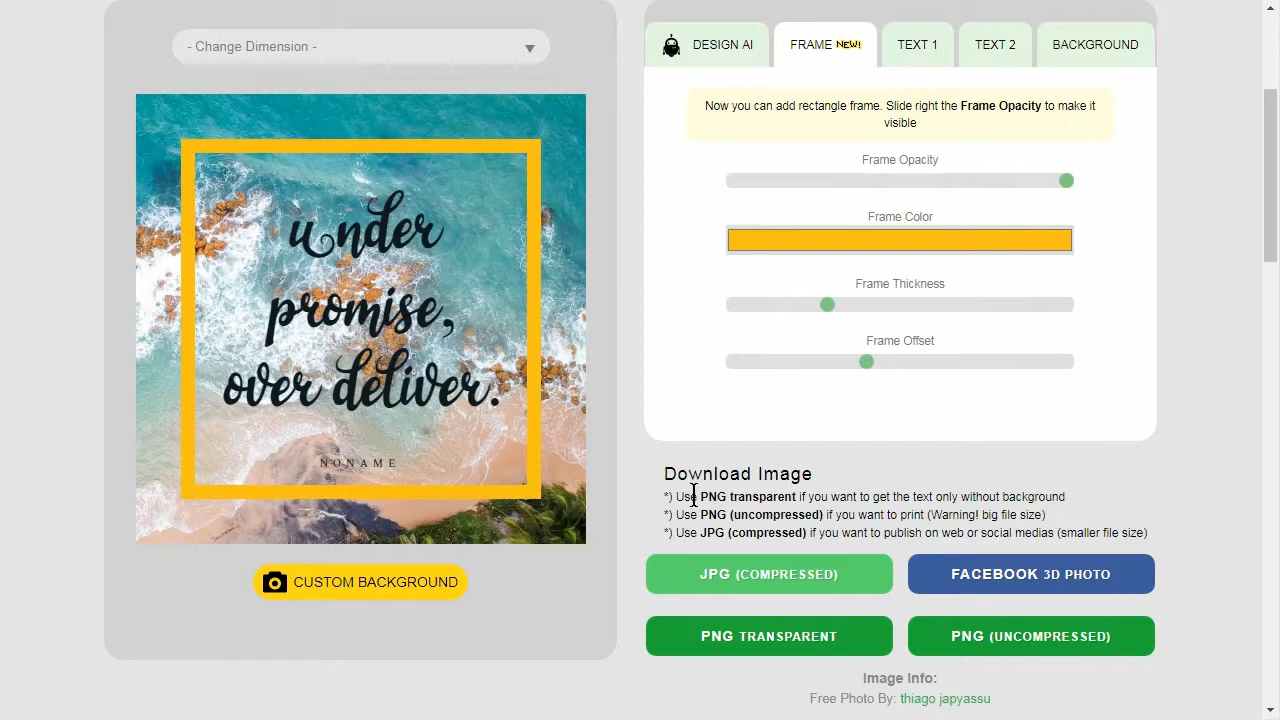 - Change Dimension -
under
promise,
over deliver.
NONAME
CUSTOM BACKGROUND
DESIGN AI
FRAME NEW!
TEXT 1
TEXT 2
BACKGROUND
Now you can add rectangle frame. Slide right the Frame Opacity to make it
visible
Frame Opacity
Frame Color
Frame Thickness
Frame Offset
Download Image
*) Use PNG transparent if you want to get the text only without background
*) Use PNG (uncompressed) if you want to print (Warning! big file size)
*) Use JPG (compressed) if you want to publish on web or social medias (smaller file size)
JPG (COMPRESSED)
FACEBOOK 3D PHOTO
PNG TRANSPARENT
PNG (UNCOMPRESSED)
Image Info:
Free Photo By: thiago japyassu